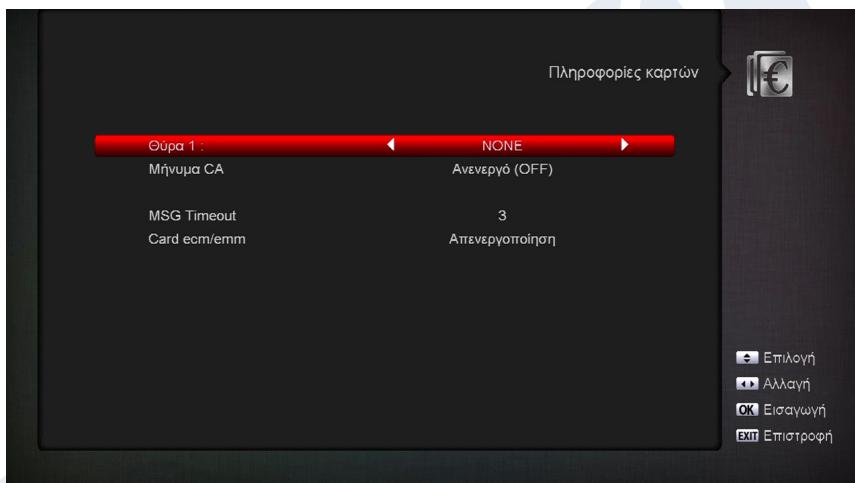 Πληροφορίες καρτών
Θύρα 1 : NONE
Μήνυμα CA Ανενεργό (OFF)
MSG Timeout 3
Card ecm/emm Απενεργοποίηση
Επιλογή
Αλλαγή
OK Εισαγωγή
EXIT Επιστροφή